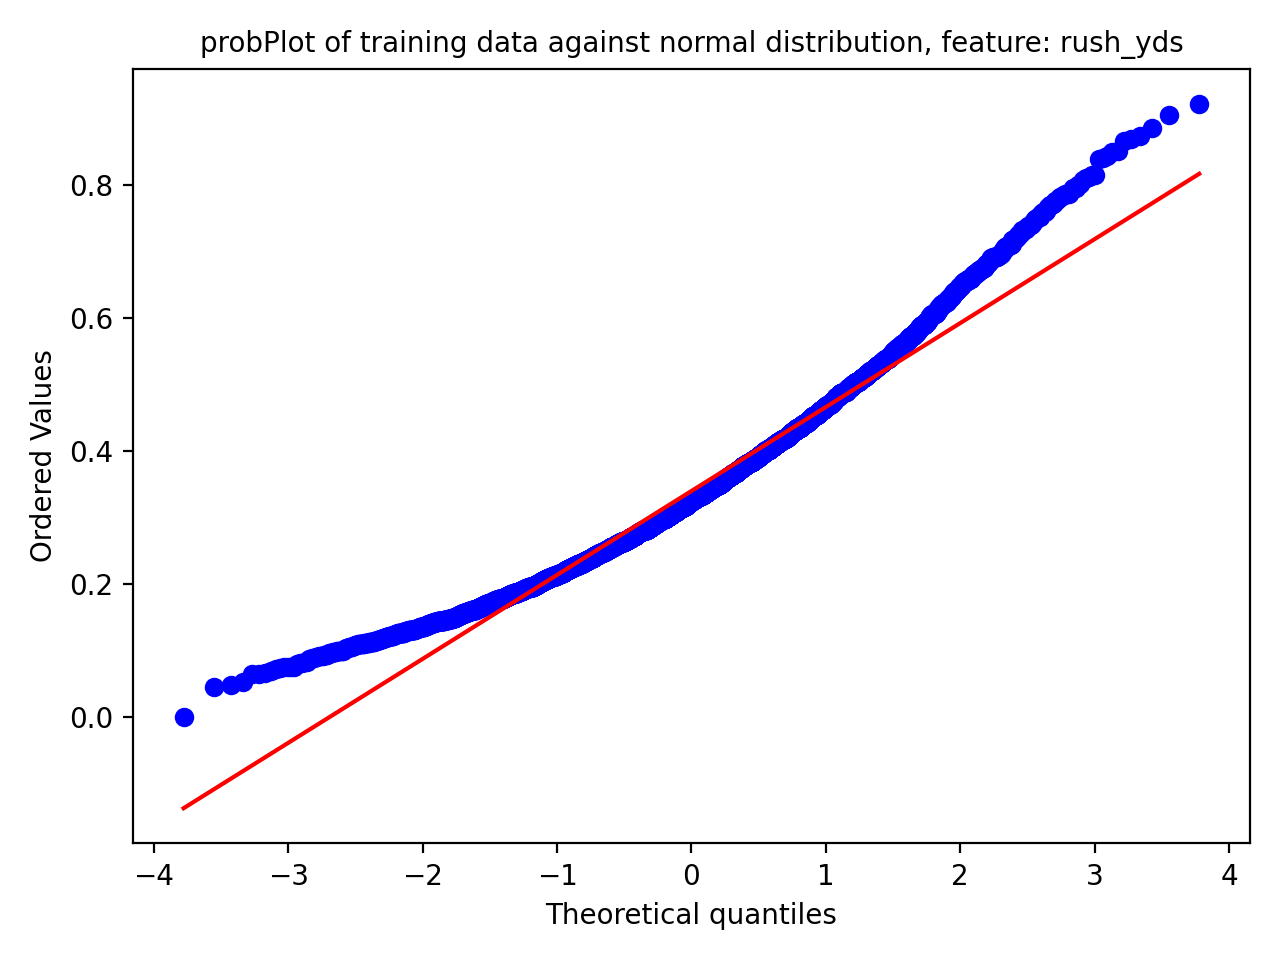 probPlot of training data against normal distribution, feature: rush_yds
Ordered Values
0.8
0.6
0.4
0.2
0.0
−4 −3 −2 −1 0 1 2 3 4
Theoretical quantiles